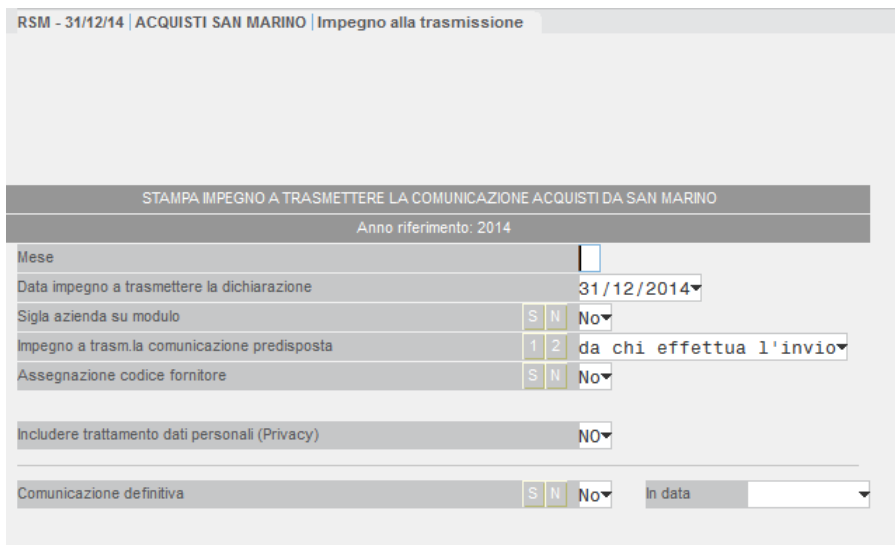 RSM - 31/12/14 | ACQUISTI SAN MARINO | Impegno alla trasmissione
STAMPA IMPEGNO A TRASMETTERE LA COMUNICAZIONE ACQUISTI DA SAN MARINO
Anno riferimento: 2014
Mese
Data impegno a trasmettere la dichiarazione 31/12/2014
Sigla azienda su modulo S N No
Impegno a trasm.la comunicazione predisposta 1 2 da chi effettua l'invio
Assegnazione codice fornitore S N No
Includere trattamento dati personali (Privacy) NO
Comunicazione definitiva S N No In data